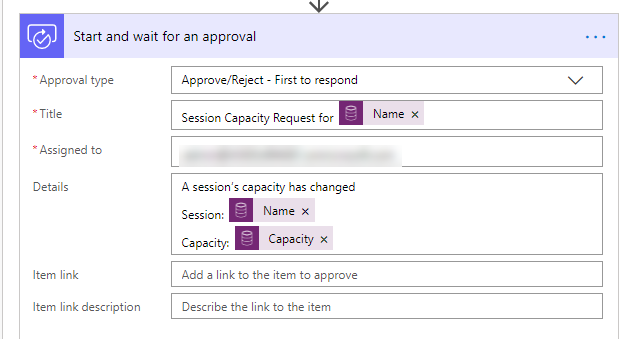 Start and wait for an approval
* Approval type
Approve/Reject - First to respond
* Title
Session Capacity Request for Name ×
* Assigned to
Details
A session's capacity has changed
Session: Name ×
Capacity: Capacity ×
Item link
Add a link to the item to approve
Item link description
Describe the link to the item